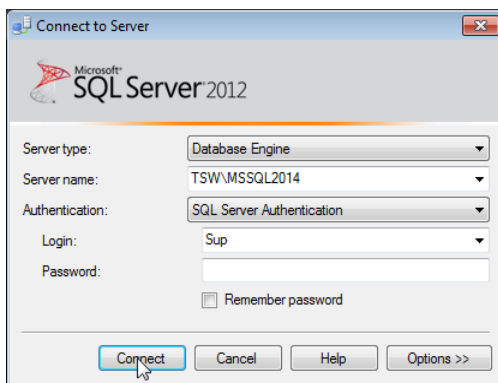 Connect to Server
Microsoft®
SQL Server® 2012
Server type: Database Engine
Server name: TSW\MSSQL2014
Authentication: SQL Server Authentication
Login: Sup
Password:
Remember password
Connect Cancel Help Options >>